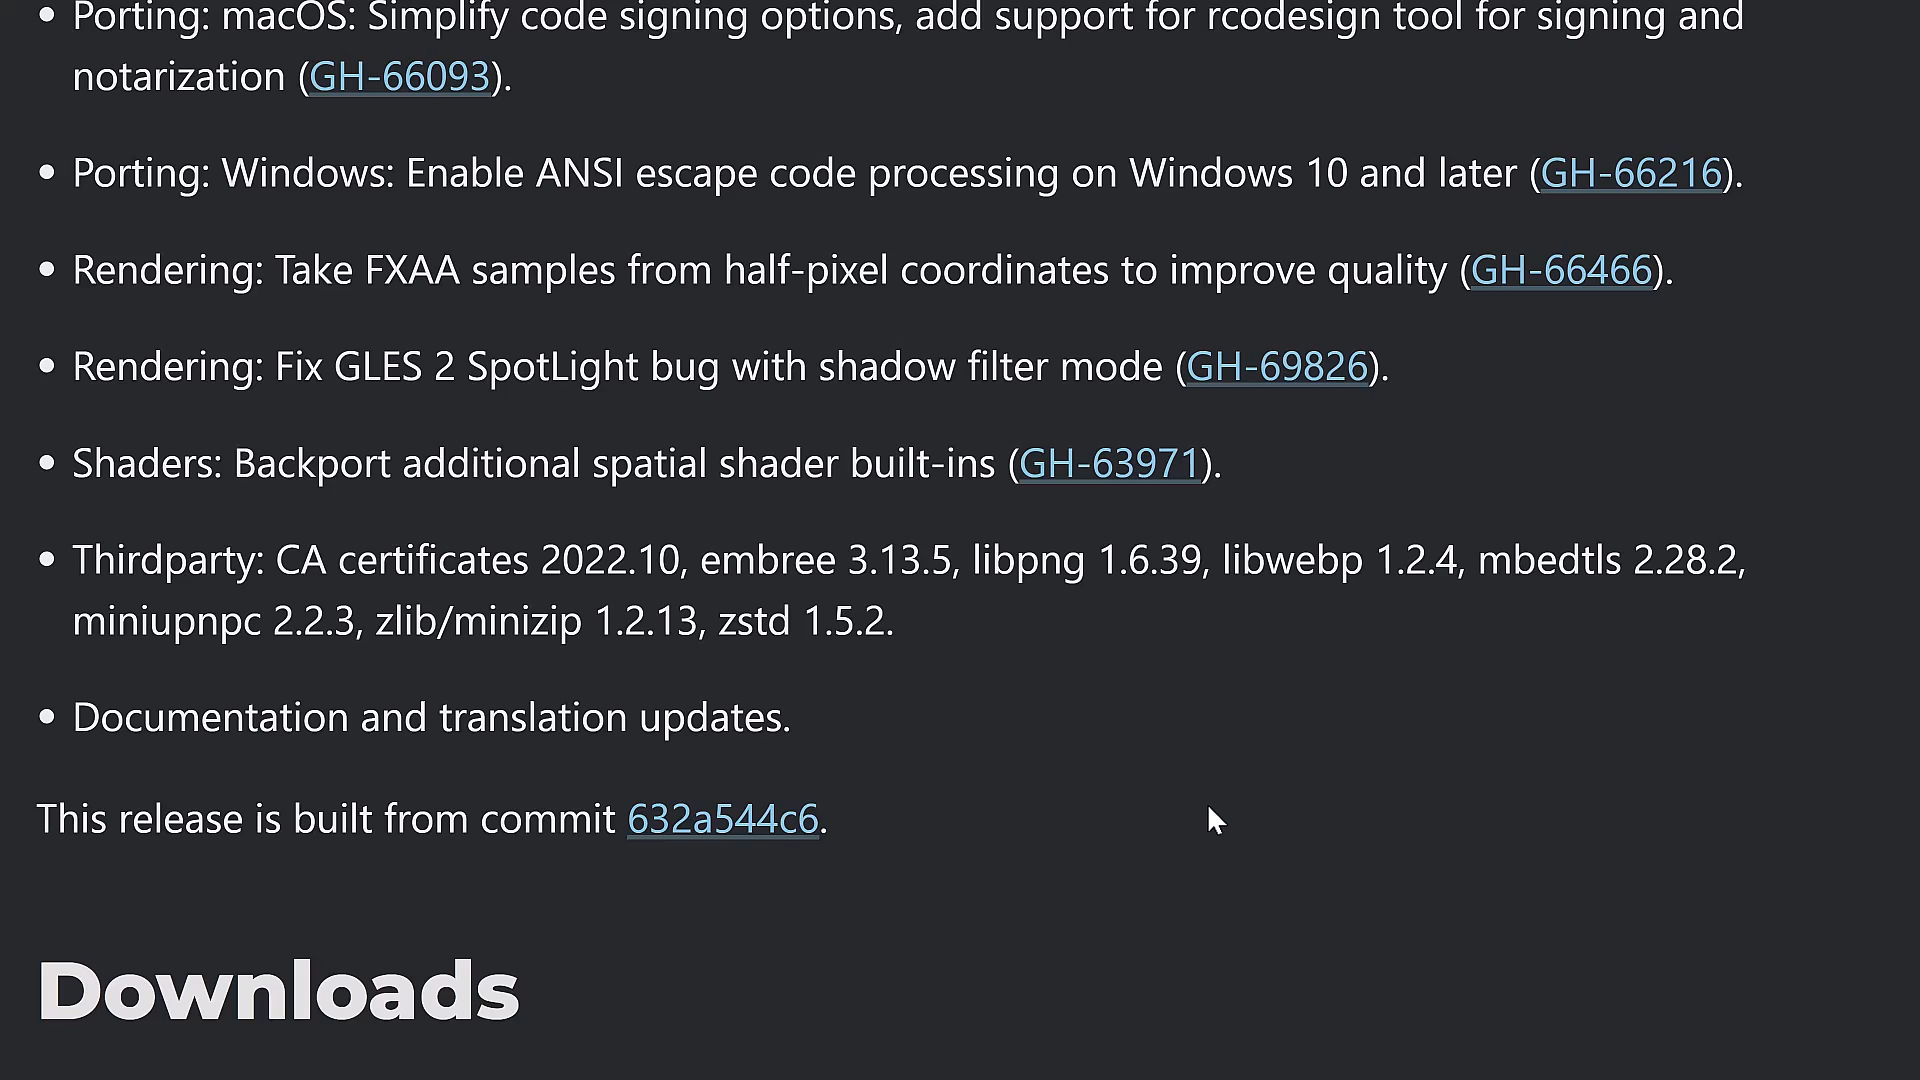 • Porting: macOS: Simplify code signing options, add support for rcodesign tool for signing and
notarization (GH-66093).
• Porting: Windows: Enable ANSI escape code processing on Windows 10 and later (GH-66216).
• Rendering: Take FXAA samples from half-pixel coordinates to improve quality (GH-66466).
• Rendering: Fix GLES 2 SpotLight bug with shadow filter mode (GH-69826).
• Shaders: Backport additional spatial shader built-ins (GH-63971).
• Thirdparty: CA certificates 2022.10, embree 3.13.5, libpng 1.6.39, libwebp 1.2.4, mbedtls 2.28.2,
miniupnpc 2.2.3, zlib/minizip 1.2.13, zstd 1.5.2.
• Documentation and translation updates.
This release is built from commit 632a544c6.
Downloads